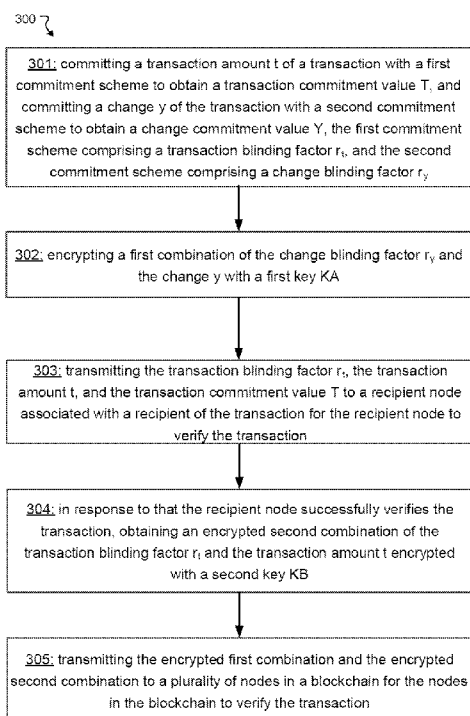 300
301: committing a transaction amount t of a transaction with a first
commitment scheme to obtain a transaction commitment value T, and
committing a change y of the transaction with a second commitment
scheme to obtain a change commitment value Y, the first commitment
scheme comprising a transaction blinding factor rt, and the second
commitment scheme comprising a change blinding factor ry
302: encrypting a first combination of the change blinding factor ry and
the change y with a first key KA
303: transmitting the transaction blinding factor rt, the transaction
amount t, and the transaction commitment value T to a recipient node
associated with a recipient of the transaction for the recipient node to
verify the transaction
304: in response to that the recipient node successfully verifies the
transaction, obtaining an encrypted second combination of the
transaction blinding factor rt and the transaction amount t encrypted
with a second key KB
305: transmitting the encrypted first combination and the encrypted
second combination to a plurality of nodes in a blockchain for the nodes
in the blockchain to verify the transaction